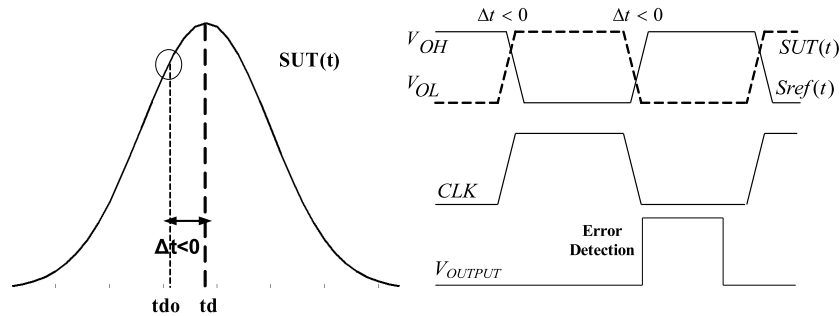 SUT(t)
Δt<0
tdo td
Δt < 0 Δt < 0
V_OH
SUT(t)
V_OL
Sref(t)
CLK
Error
Detection
V_OUTPUT